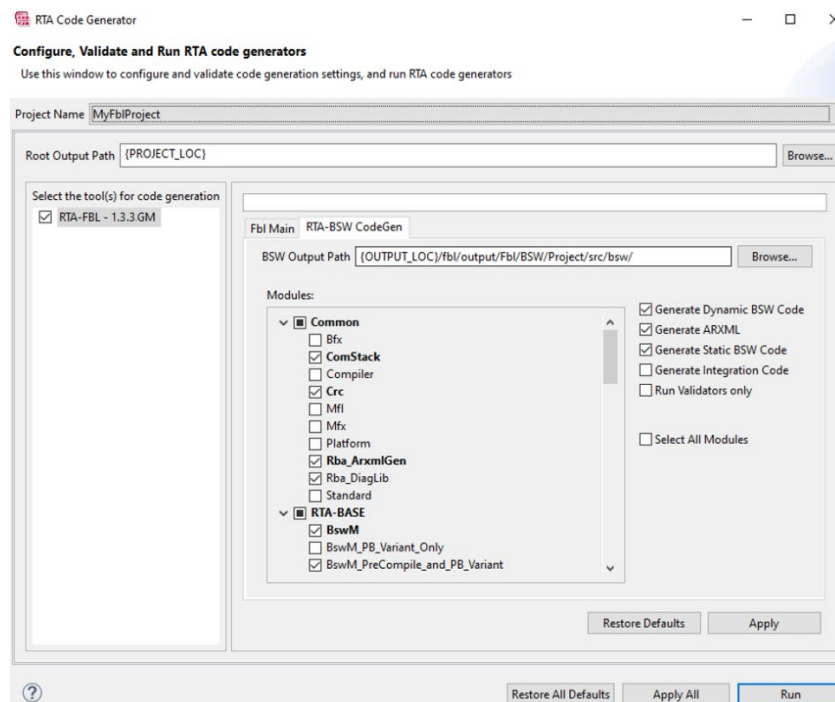 RTA Code Generator
Configure, Validate and Run RTA code generators
Use this window to configure and validate code generation settings, and run RTA code generators
Project Name MyFblProject
Root Output Path {PROJECT_LOC} Browse...
Select the tool(s) for code generation
RTA-FBL - 1.3.3.GM
Fbl Main RTA-BSW CodeGen
BSW Output Path {OUTPUT_LOC}/fbl/output/Fbl/BSW/Project/src/bsw/ Browse...
Modules:
Common
Bfx
ComStack
Compiler
Crc
Mfl
Mfx
Platform
Rba_ArxmlGen
Rba_DiagLib
Standard
RTA-BASE
BswM
BswM_PB_Variant_Only
BswM_PreCompile_and_PB_Variant
Generate Dynamic BSW Code
Generate ARXML
Generate Static BSW Code
Generate Integration Code
Run Validators only
Select All Modules
Restore Defaults Apply
? Restore All Defaults Apply All Run